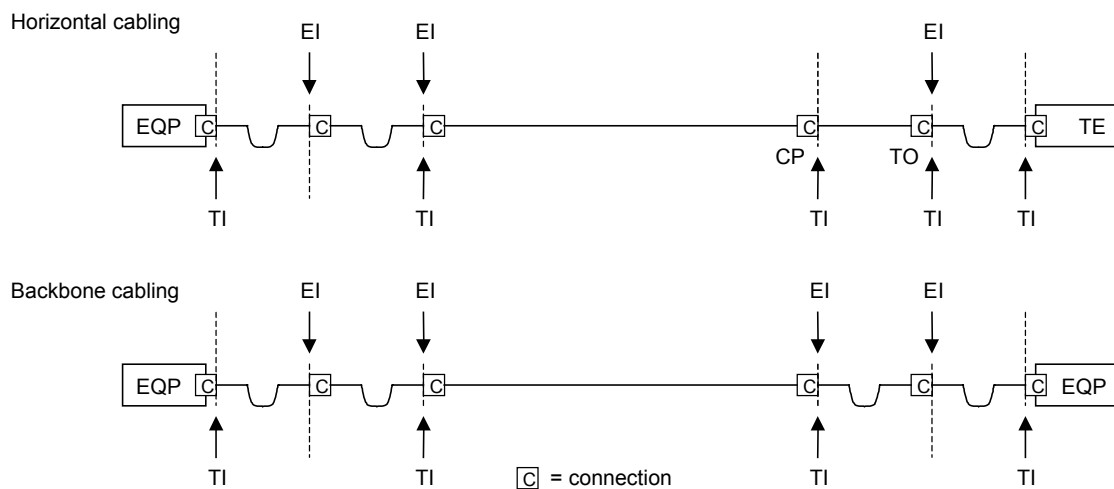 Horizontal cabling
EI EI EI
EQP C C C C C C TE
CP TO
TI TI TI TI TI
Backbone cabling
EI EI EI EI
EQP C C C C C C EQP
TI TI TI TI
C = connection